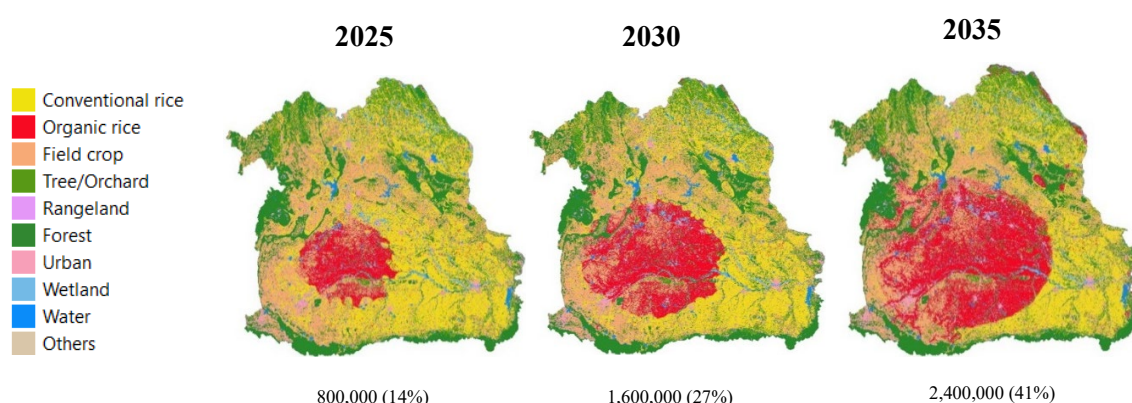 2025
2030
2035
Conventional rice
Organic rice
Field crop
Tree/Orchard
Rangeland
Forest
Urban
Wetland
Water
Others
800,000 (14%)
1,600,000 (27%)
2,400,000 (41%)